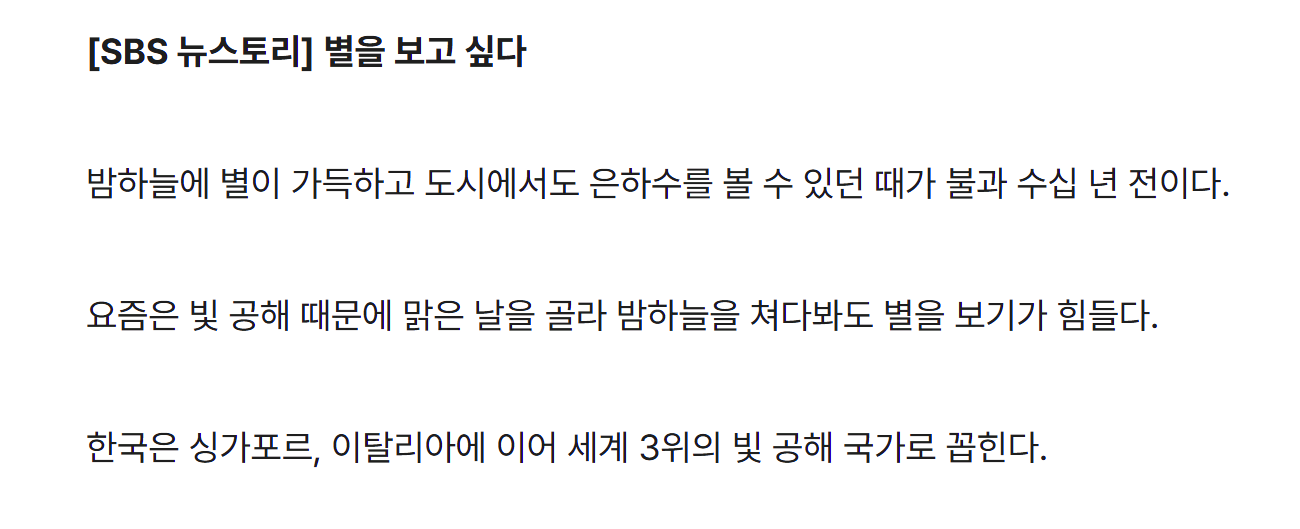 [SBS 뉴스토리] 별을 보고 싶다
밤하늘에 별이 가득하고 도시에서도 은하수를 볼 수 있던 때가 불과 수십 년 전이다.
요즘은 빛 공해 때문에 맑은 날을 골라 밤하늘을 쳐다봐도 별을 보기가 힘들다.
한국은 싱가포르, 이탈리아에 이어 세계 3위의 빛 공해 국가로 꼽힌다.